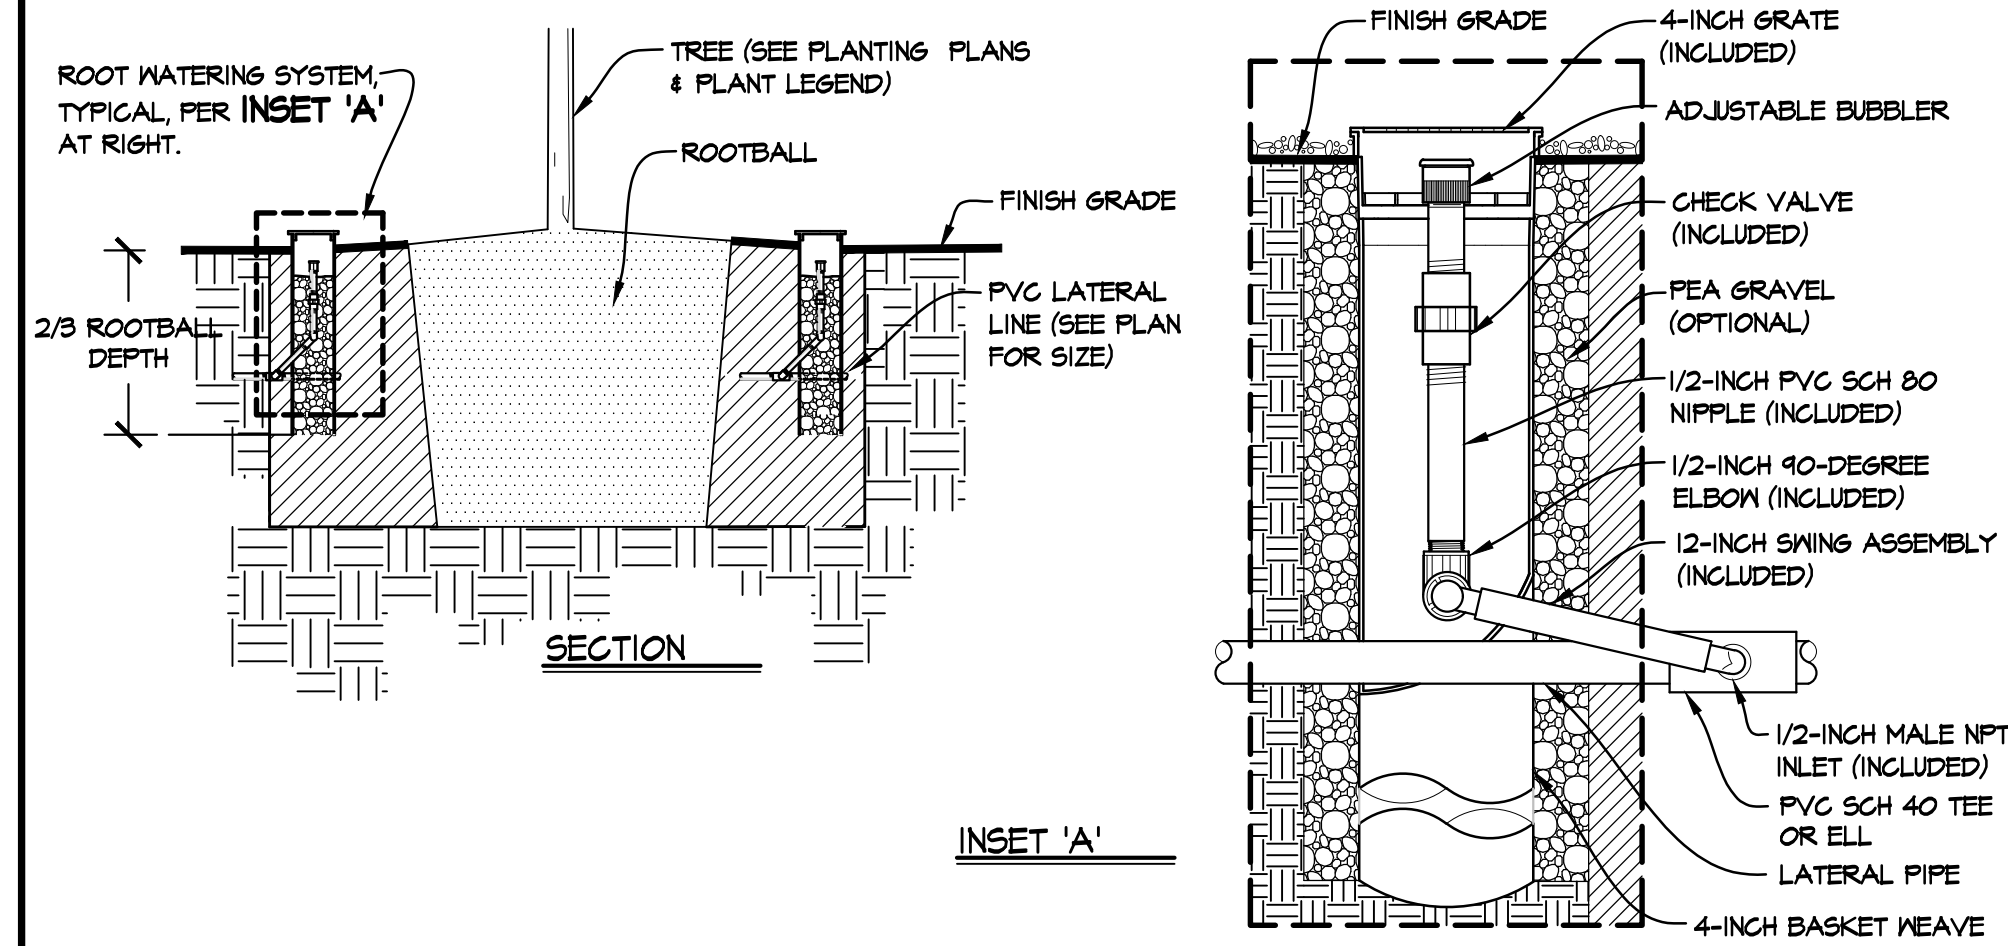 ROOT WATERING SYSTEM,
TYPICAL, PER INSET 'A'
AT RIGHT.
TREE (SEE PLANTING PLANS
& PLANT LEGEND)
ROOTBALL
FINISH GRADE
2/3 ROOTBALL
DEPTH
PVC LATERAL
LINE (SEE PLAN
FOR SIZE)
SECTION
INSET 'A'
FINISH GRADE
4-INCH GRATE
(INCLUDED)
ADJUSTABLE BUBBLER
CHECK VALVE
(INCLUDED)
PEA GRAVEL
(OPTIONAL)
1/2-INCH PVC SCH 80
NIPPLE (INCLUDED)
1/2-INCH 90-DEGREE
ELBOW (INCLUDED)
12-INCH SWING ASSEMBLY
(INCLUDED)
1/2-INCH MALE NPT
INLET (INCLUDED)
PVC SCH 40 TEE
OR ELL
LATERAL PIPE
4-INCH BASKET WEAVE